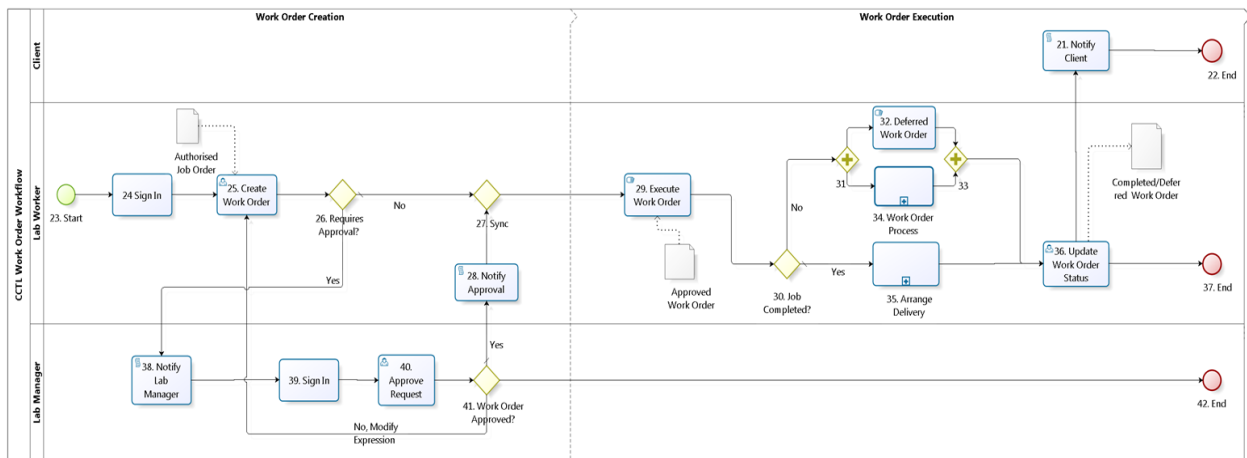 Work Order Creation
Work Order Execution
CCTL Work Order Workflow
Client
21. Notify
Client
22. End
Lab Worker
23. Start
24 Sign In
Authorised
Job Order
25. Create
Work Order
26. Requires
Approval?
No
Yes
27. Sync
28. Notify
Approval
29. Execute
Work Order
Approved
Work Order
30. Job
Completed?
No
Yes
31
32. Deferred
Work Order
33
34. Work Order
Process
35. Arrange
Delivery
36. Update
Work Order
Status
Completed/Defer
red Work Order
37. End
Lab Manager
38. Notify
Lab
Manager
39. Sign In
40.
Approve
Request
41. Work Order
Approved?
Yes
No, Modify
Expression
42. End